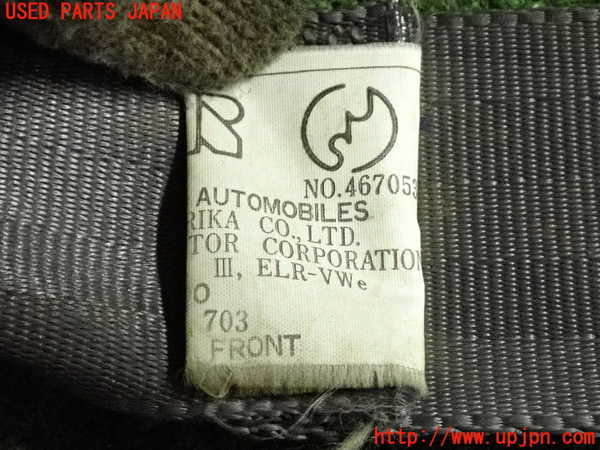 USED PARTS JAPAN
R
NO.467053
AUTOMOBILES
RIKA CO.,LTD.
TOR CORPORATION
III, ELR-VWe
O
703
FRONT
http://www.upjpn.com